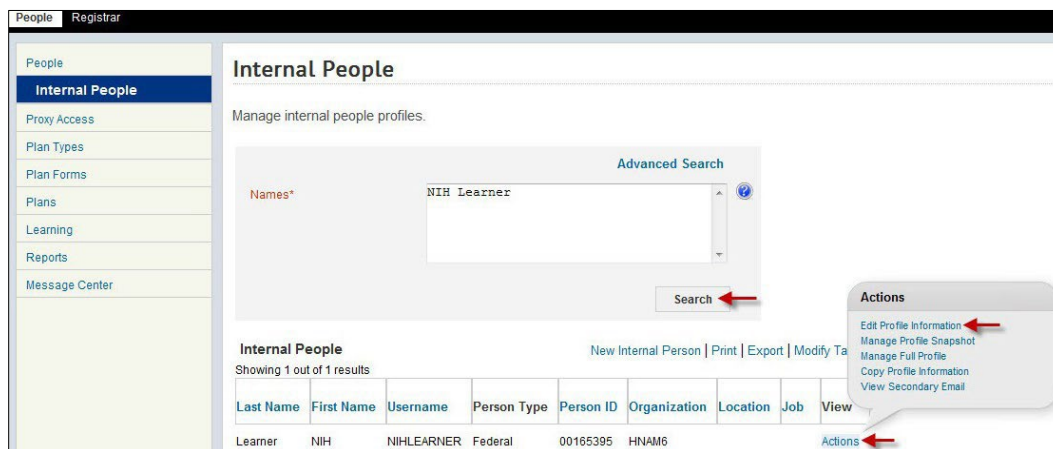 People Registrar
People
Internal People
Proxy Access
Plan Types
Plan Forms
Plans
Learning
Reports
Message Center
Internal People
Manage internal people profiles.
Advanced Search
Names*
NIH Learner
?
Search
Internal People
New Internal Person | Print | Export | Modify Ta
Showing 1 out of 1 results
Last Name First Name Username Person Type Person ID Organization Location Job View
Learner NIH NIHLEARNER Federal 00165395 HNAM6 Actions
Actions
Edit Profile Information
Manage Profile Snapshot
Manage Full Profile
Copy Profile Information
View Secondary Email